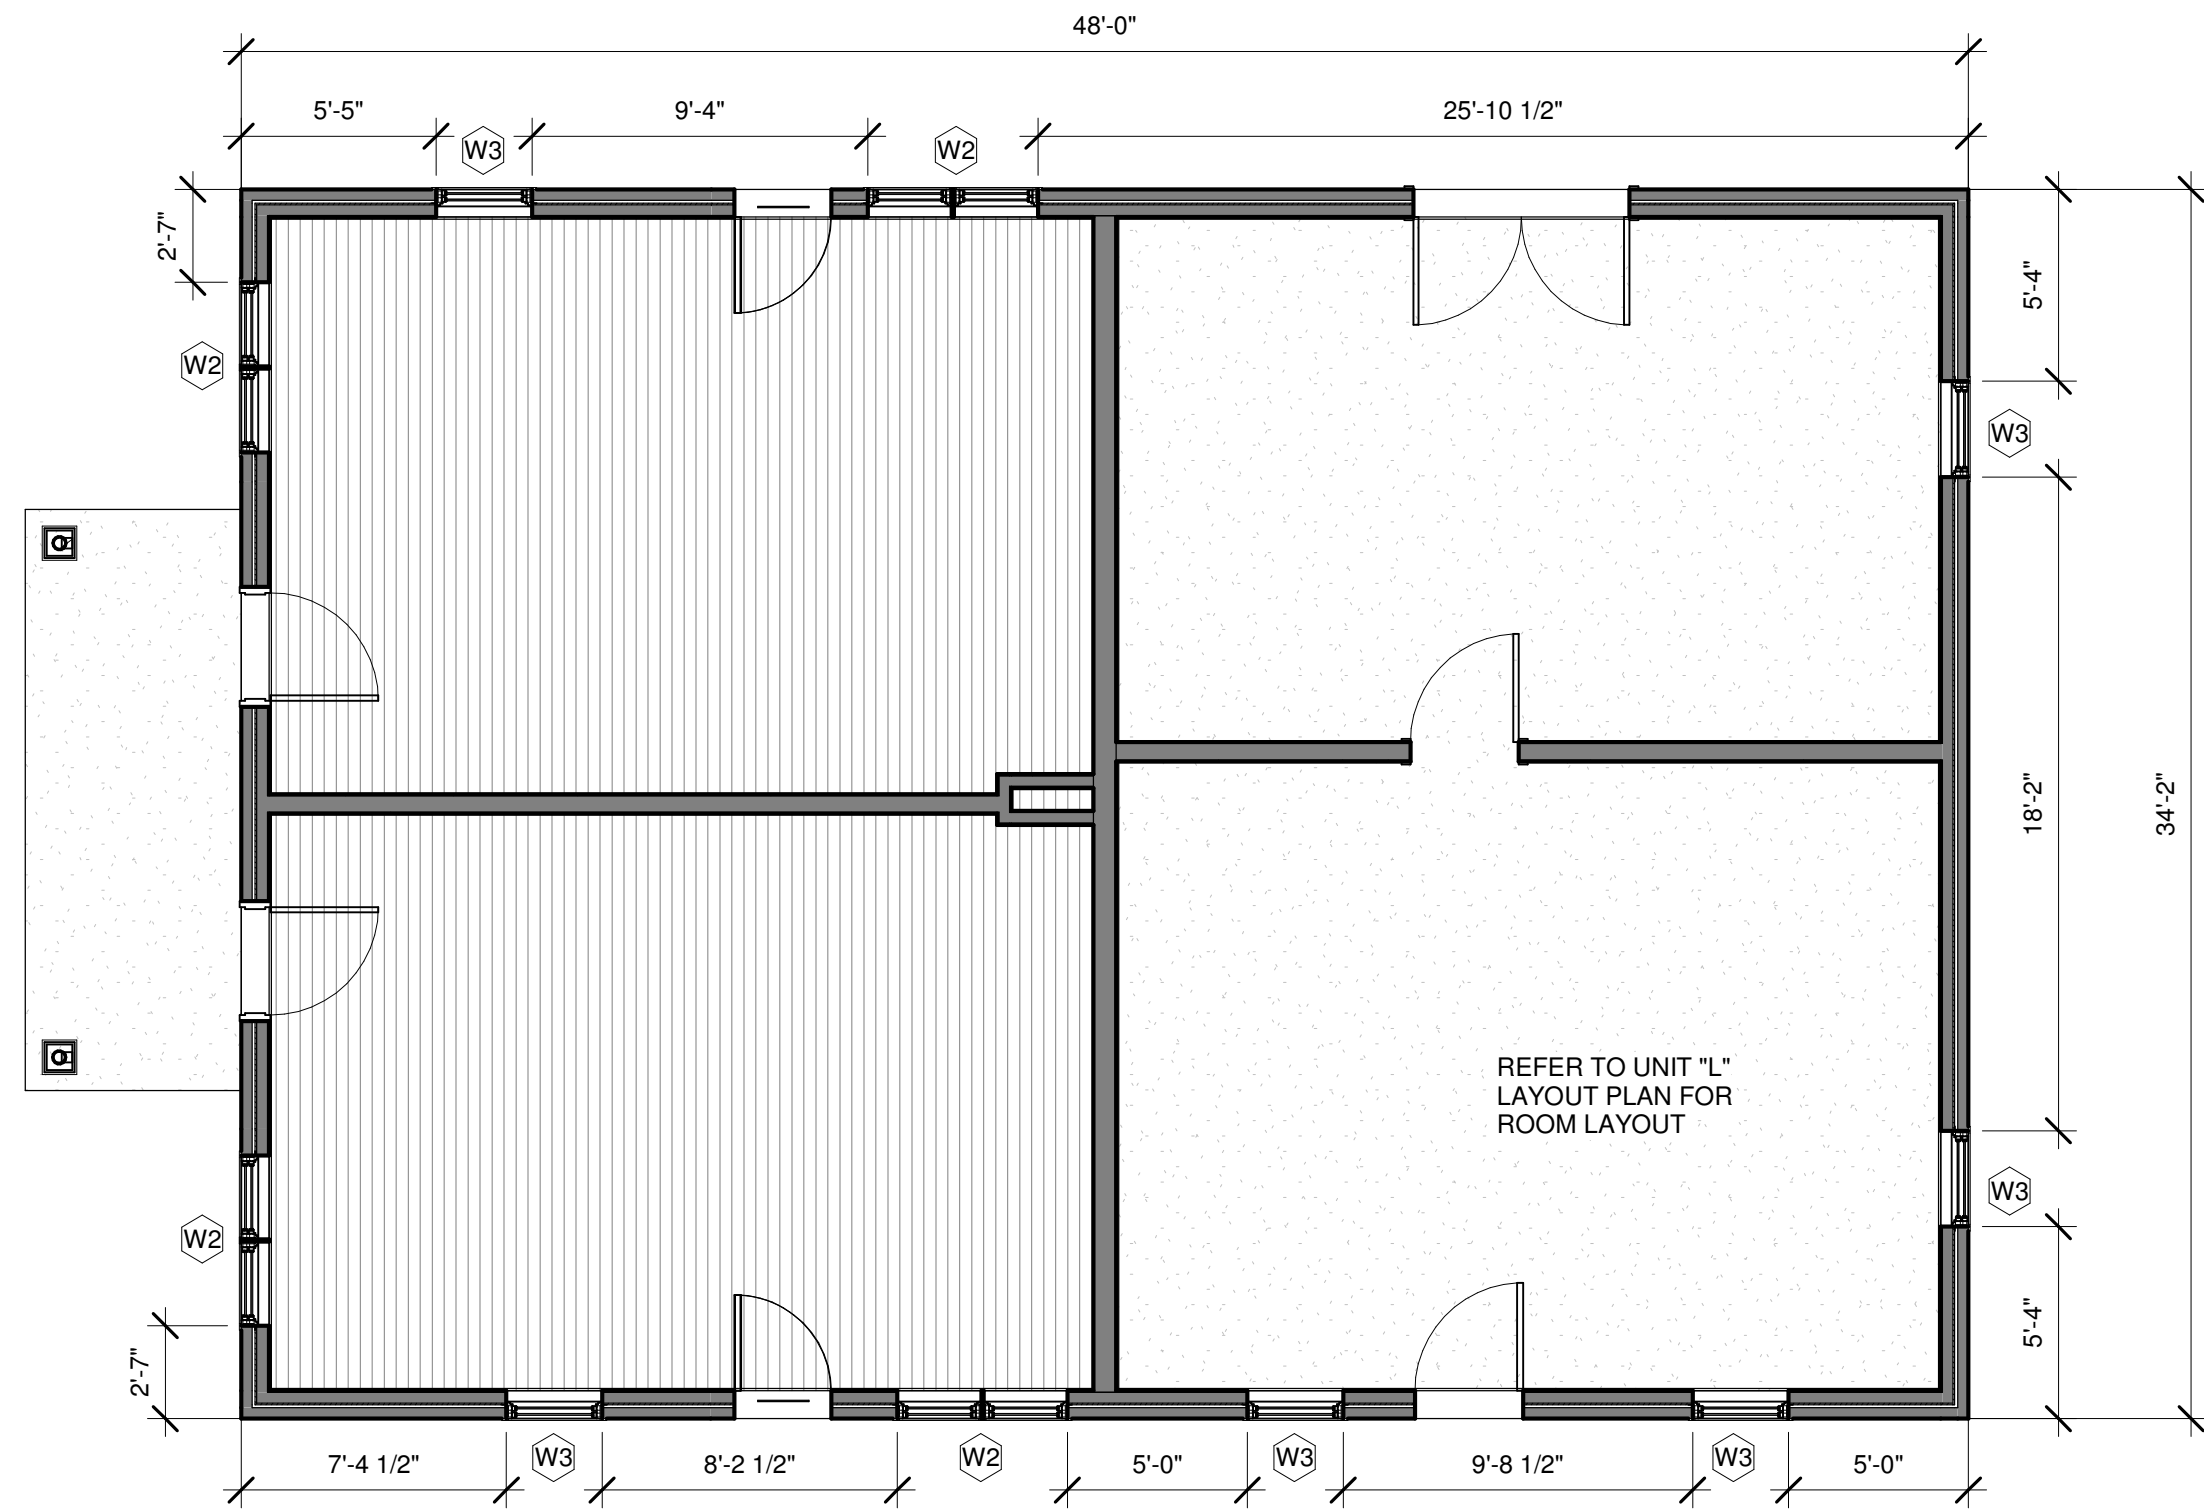 48'-0"
5'-5"
9'-4"
25'-10 1/2"
W3
W2
2'-7"
5'-4"
W2
W3
18'-2"
34'-2"
REFER TO UNIT "L"
LAYOUT PLAN FOR
ROOM LAYOUT
W3
W2
5'-4"
2'-7"
7'-4 1/2"
W3
8'-2 1/2"
W2
5'-0"
W3
9'-8 1/2"
W3
5'-0"